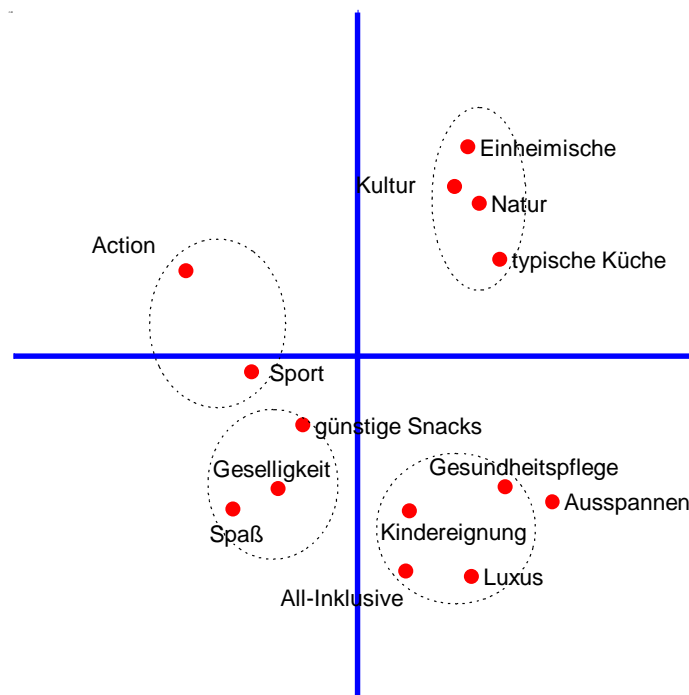 Einheimische
Kultur
Natur
Action
typische Küche
Sport
günstige Snacks
Geselligkeit
Gesundheitspflege
Ausspannen
Spaß
Kindereignung
All-Inklusive
Luxus